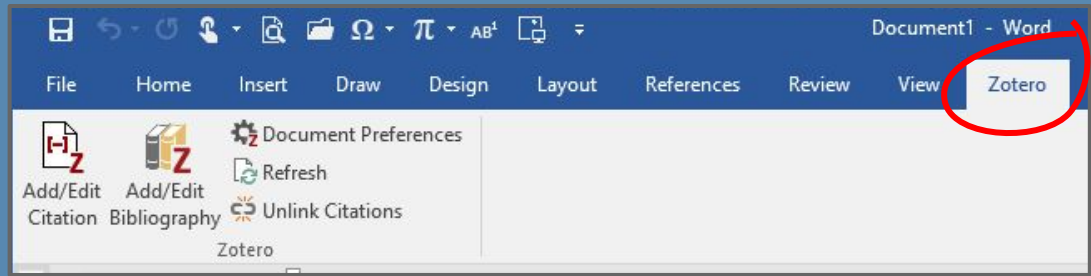 Ω π AB¹ Document1 - Word
File Home Insert Draw Design Layout References Review View Zotero
[-] Z Z Z Document Preferences
Refresh
Add/Edit Add/Edit
Citation Bibliography Unlink Citations
Zotero